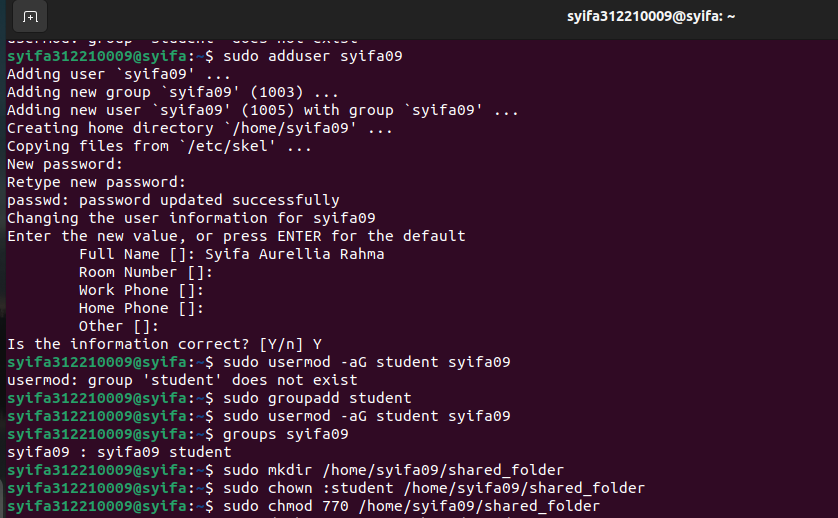 syifa312210009@syifa: ~
usermod: group 'student' does not exist
syifa312210009@syifa:~$ sudo adduser syifa09
Adding user `syifa09' ...
Adding new group `syifa09' (1003) ...
Adding new user `syifa09' (1005) with group `syifa09' ...
Creating home directory `/home/syifa09' ...
Copying files from `/etc/skel' ...
New password:
Retype new password:
passwd: password updated successfully
Changing the user information for syifa09
Enter the new value, or press ENTER for the default
Full Name []: Syifa Aurellia Rahma
Room Number []:
Work Phone []:
Home Phone []:
Other []:
Is the information correct? [Y/n] Y
syifa312210009@syifa:~$ sudo usermod -aG student syifa09
usermod: group 'student' does not exist
syifa312210009@syifa:~$ sudo groupadd student
syifa312210009@syifa:~$ sudo usermod -aG student syifa09
syifa312210009@syifa:~$ groups syifa09
syifa09 : syifa09 student
syifa312210009@syifa:~$ sudo mkdir /home/syifa09/shared_folder
syifa312210009@syifa:~$ sudo chown :student /home/syifa09/shared_folder
syifa312210009@syifa:~$ sudo chmod 770 /home/syifa09/shared_folder